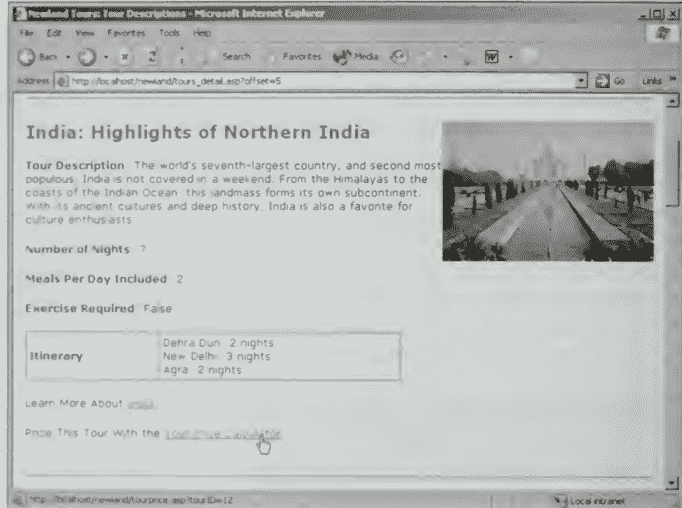 Newland Tours: Tour Descriptions - Microsoft Internet Explorer
File Edit View Favorites Tools Help
Back Search Favorites Media
Address http://localhost/newland/tours_detail.asp?offset=5 Go Links »
India: Highlights of Northern India
Tour Description The world's seventh-largest country, and second most
populous, India is not covered in a weekend. From the Himalayas to the
coasts of the Indian Ocean, this landmass forms its own subcontinent.
With its ancient cultures and deep history, India is also a favorite for
culture enthusiasts
Number of Nights 7
Meals Per Day Included 2
Exercise Required False
Itinerary
Dehra Dun 2 nights
New Delhi 3 nights
Agra 2 nights
Learn More About
Price This Tour With the
http://localhost/newland/tourprice.asp?tourID=12
Local intranet